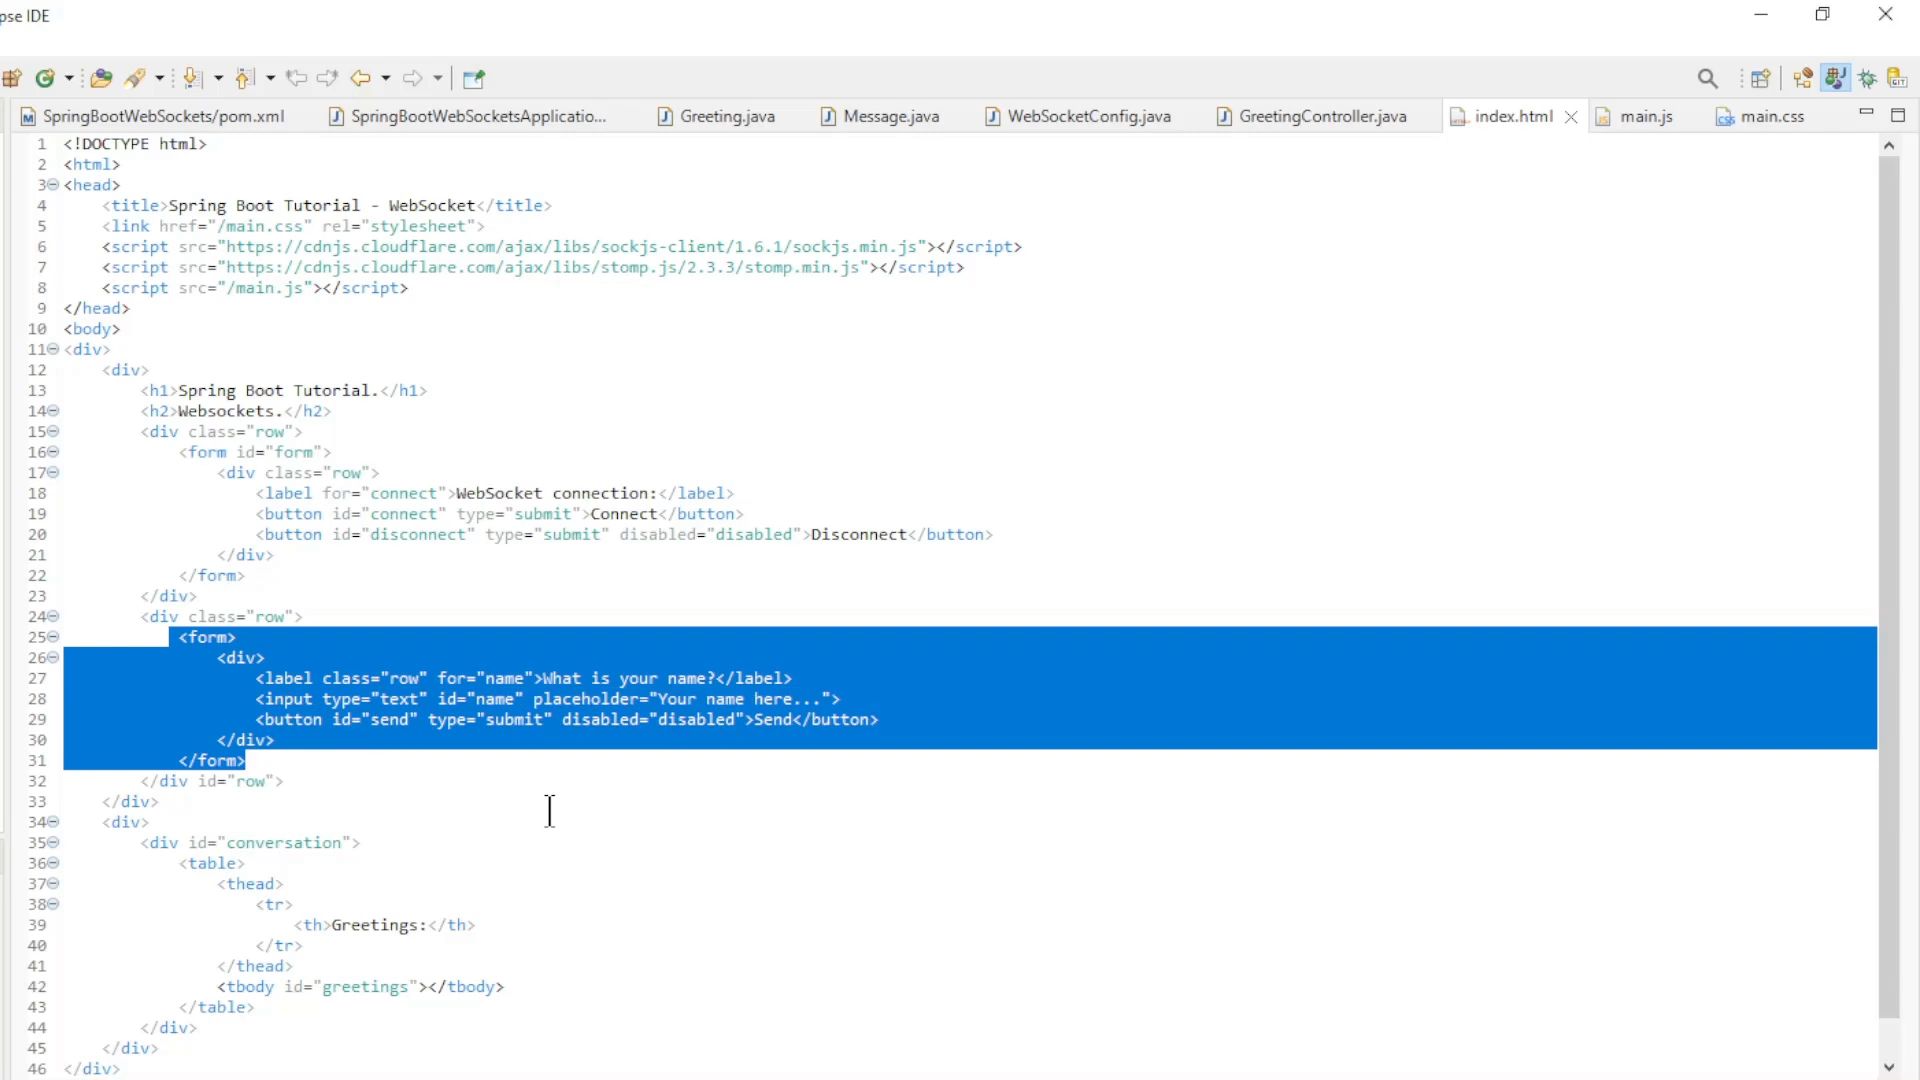 pse IDE
SpringBootWebSockets/pom.xml SpringBootWebSocketsApplicatio... Greeting.java Message.java WebSocketConfig.java GreetingController.java index.html main.js main.css
1 <!DOCTYPE html>
2 <html>
3 <head>
4 <title>Spring Boot Tutorial - WebSocket</title>
5 <link href="/main.css" rel="stylesheet">
6 <script src="https://cdnjs.cloudflare.com/ajax/libs/sockjs-client/1.6.1/sockjs.min.js"></script>
7 <script src="https://cdnjs.cloudflare.com/ajax/libs/stomp.js/2.3.3/stomp.min.js"></script>
8 <script src="/main.js"></script>
9 </head>
10 <body>
11 <div>
12 <div>
13 <h1>Spring Boot Tutorial.</h1>
14 <h2>Websockets.</h2>
15 <div class="row">
16 <form id="form">
17 <div class="row">
18 <label for="connect">WebSocket connection:</label>
19 <button id="connect" type="submit">Connect</button>
20 <button id="disconnect" type="submit" disabled="disabled">Disconnect</button>
21 </div>
22 </form>
23 </div>
24 <div class="row">
25 <form>
26 <div>
27 <label class="row" for="name">What is your name?</label>
28 <input type="text" id="name" placeholder="Your name here...">
29 <button id="send" type="submit" disabled="disabled">Send</button>
30 </div>
31 </form>
32 </div id="row">
33 </div>
34 <div>
35 <div id="conversation">
36 <table>
37 <thead>
38 <tr>
39 <th>Greetings:</th>
40 </tr>
41 </thead>
42 <tbody id="greetings"></tbody>
43 </table>
44 </div>
45 </div>
46 </div>